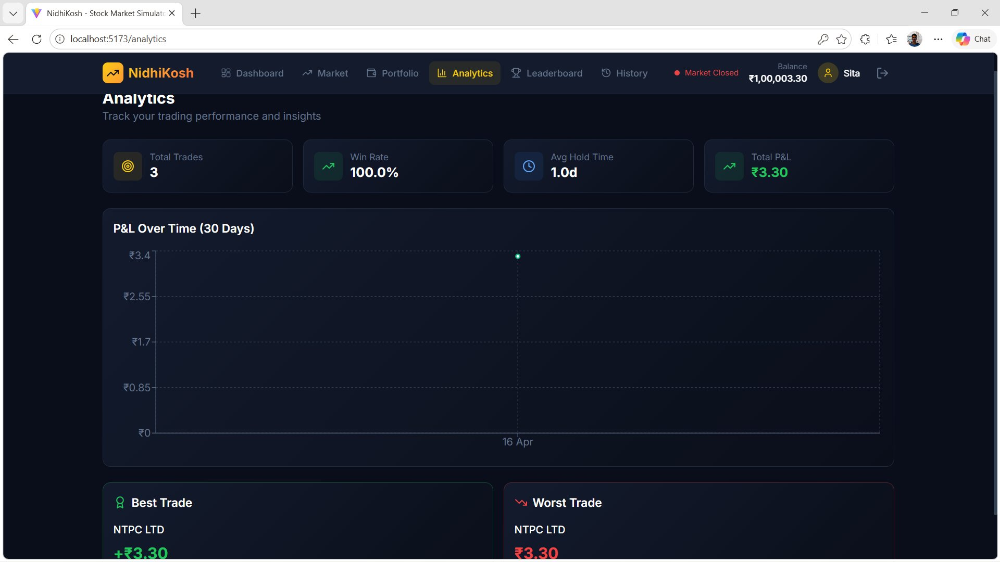 NidhiKosh - Stock Market Simulat
localhost:5173/analytics
Chat
NidhiKosh
Dashboard
Market
Portfolio
Analytics
Leaderboard
History
Market Closed
Balance
₹1,00,003.30
Sita
Analytics
Track your trading performance and insights
Total Trades
3
Win Rate
100.0%
Avg Hold Time
1.0d
Total P&L
₹3.30
P&L Over Time (30 Days)
₹3.4
₹2.55
₹1.7
₹0.85
₹0
16 Apr
Best Trade
NTPC LTD
+₹3.30
Worst Trade
NTPC LTD
₹3.30